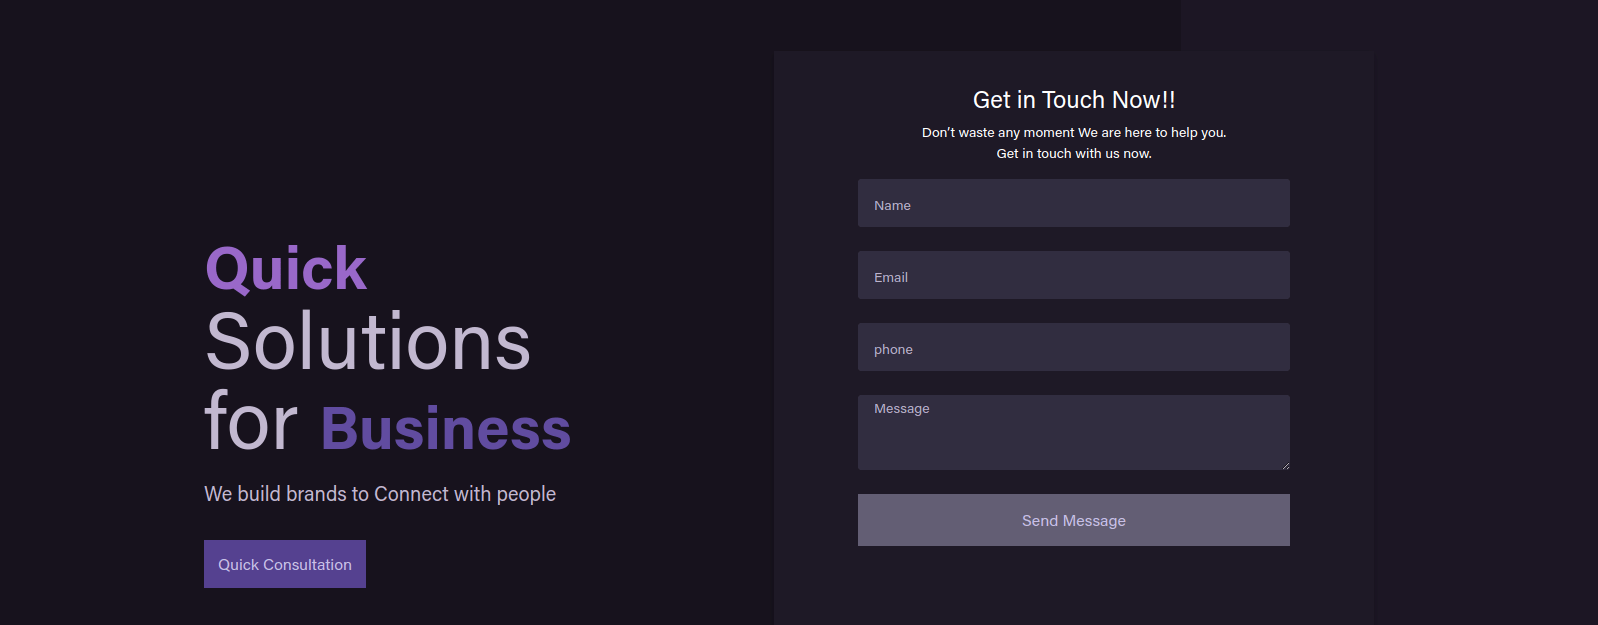 Quick
Solutions
for Business
We build brands to Connect with people
Quick Consultation
Get in Touch Now!!
Don't waste any moment We are here to help you.
Get in touch with us now.
Name
Email
phone
Message
Send Message